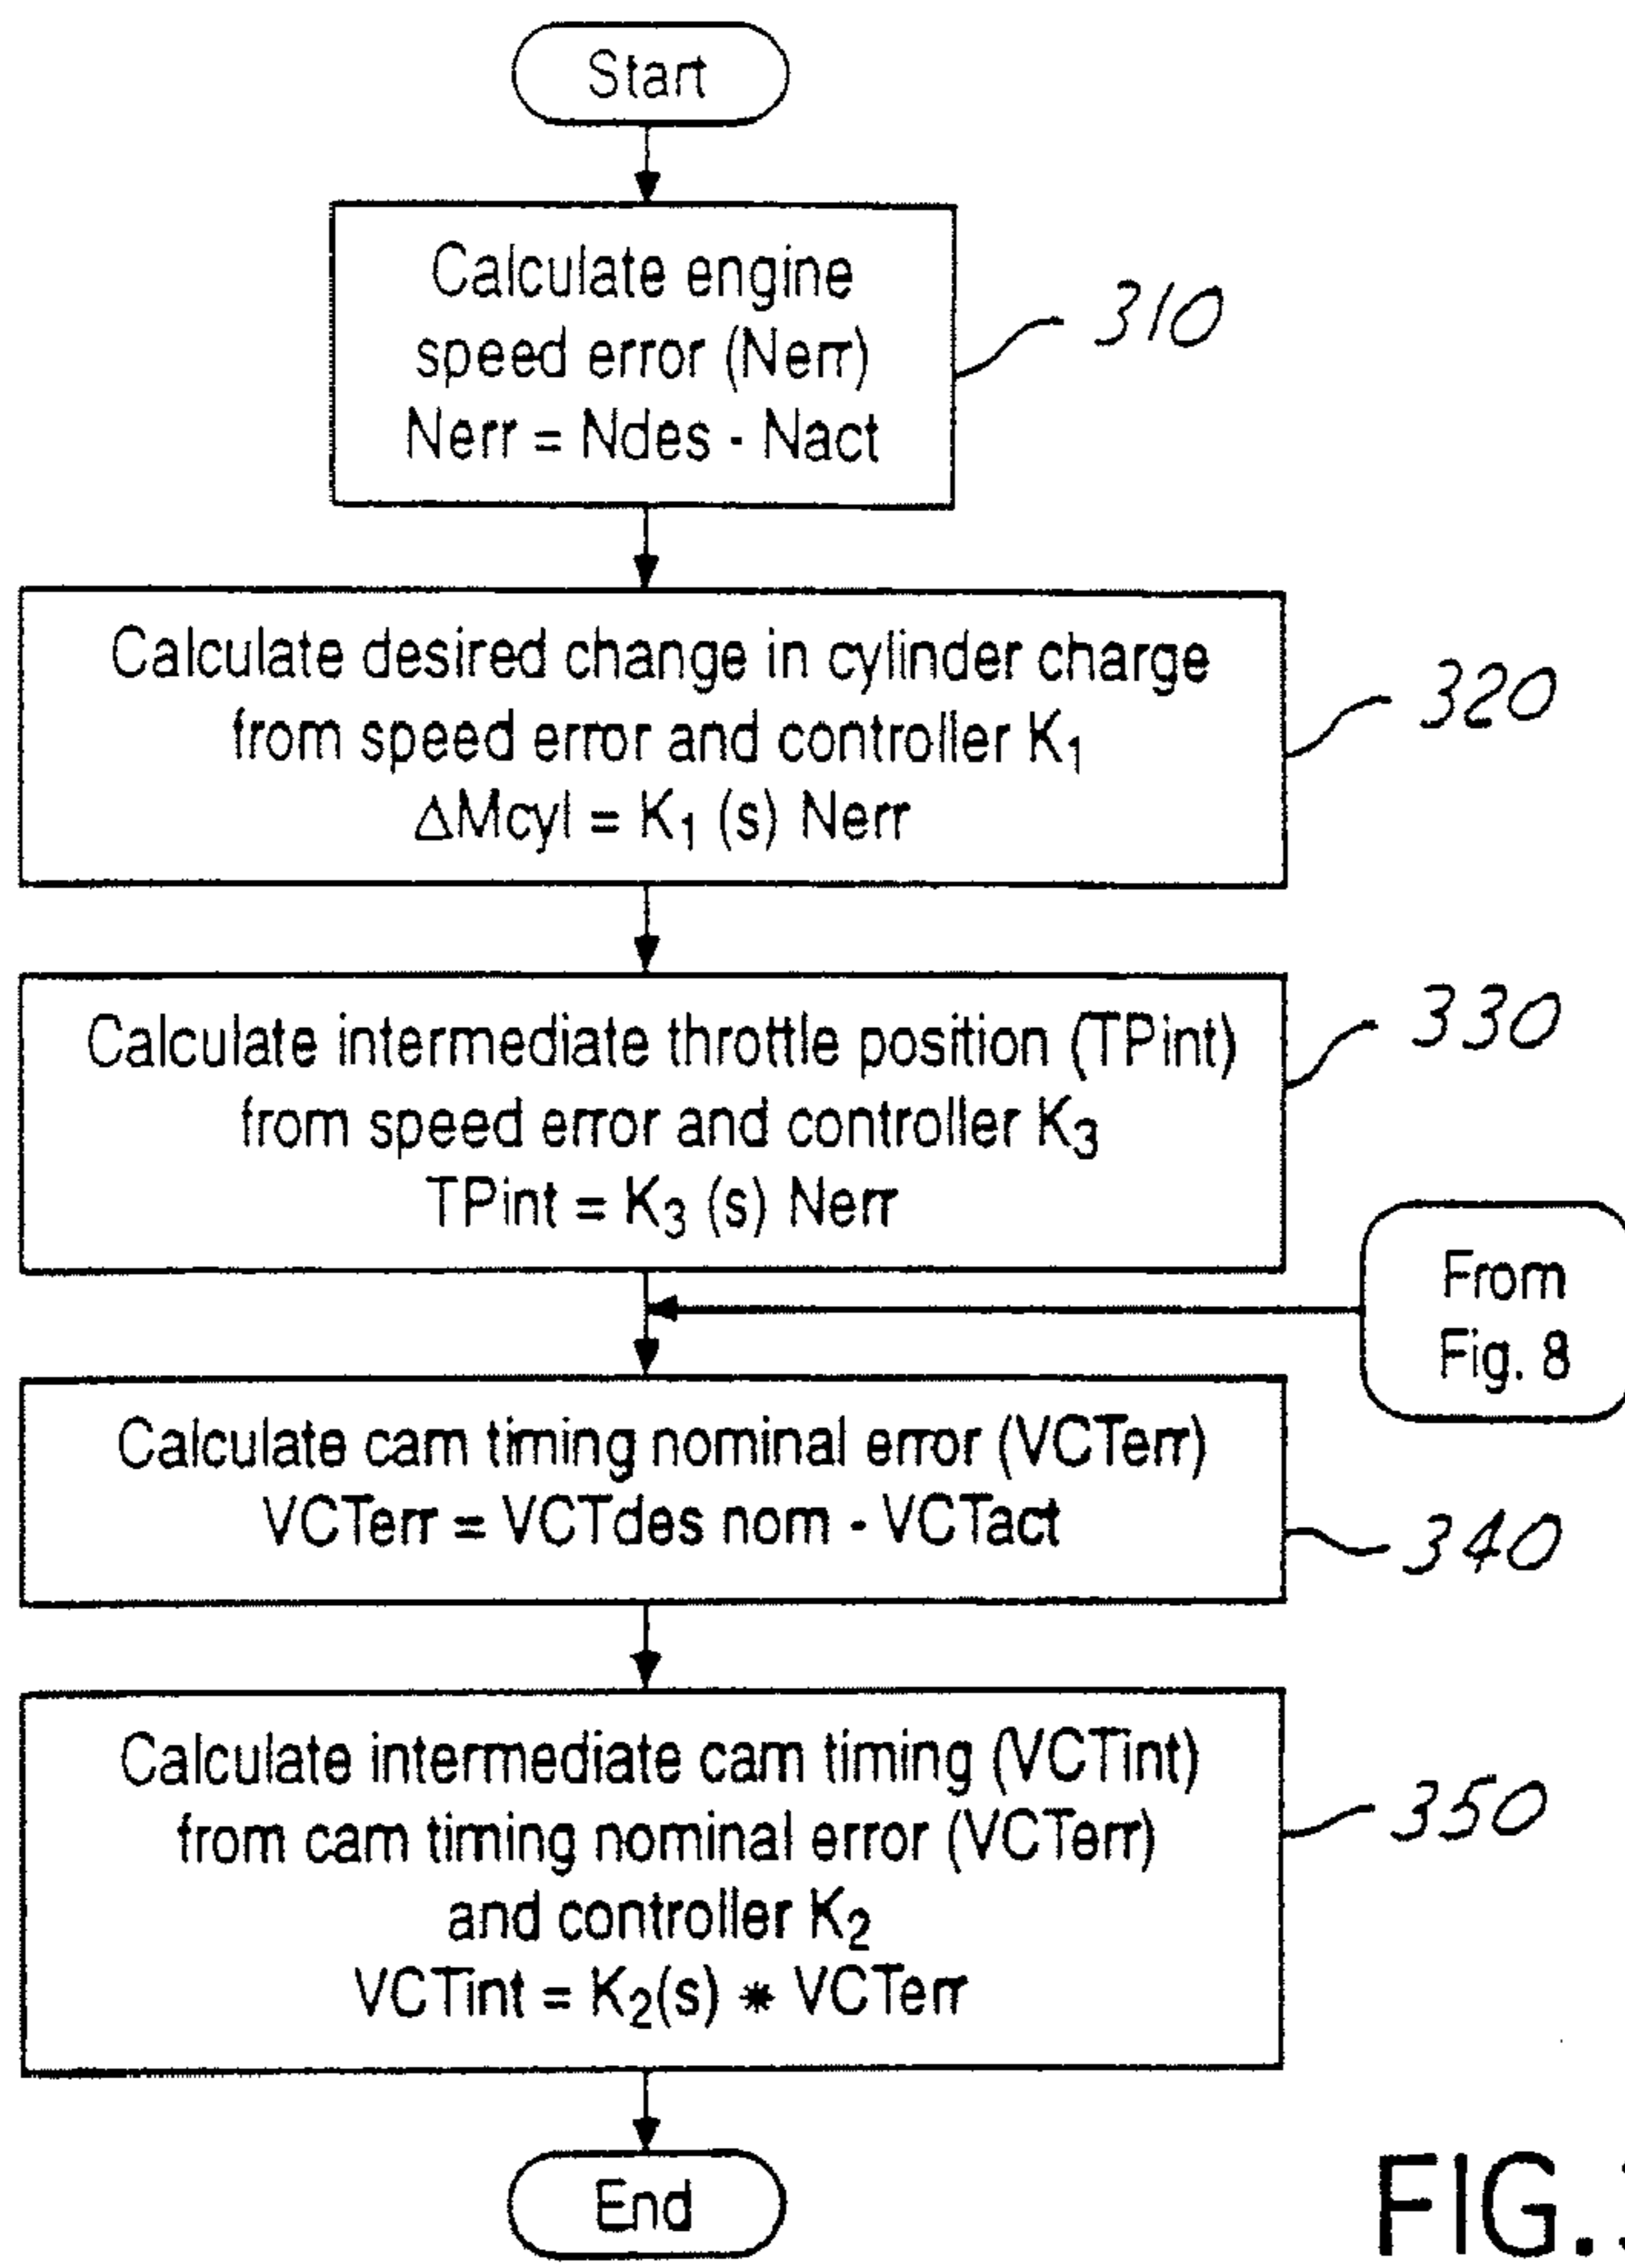 Start
Calculate engine
speed error (Nerr)
Nerr = Ndes - Nact
310
Calculate desired change in cylinder charge
from speed error and controller K₁
ΔMcyl = K₁ (s) Nerr
320
Calculate intermediate throttle position (TPint)
from speed error and controller K₃
TPint = K₃ (s) Nerr
330
From
Fig. 8
Calculate cam timing nominal error (VCTerr)
VCTerr = VCTdes nom - VCTact
340
Calculate intermediate cam timing (VCTint)
from cam timing nominal error (VCTerr)
and controller K₂
VCTint = K₂(s) * VCTerr
350
End
FIG.